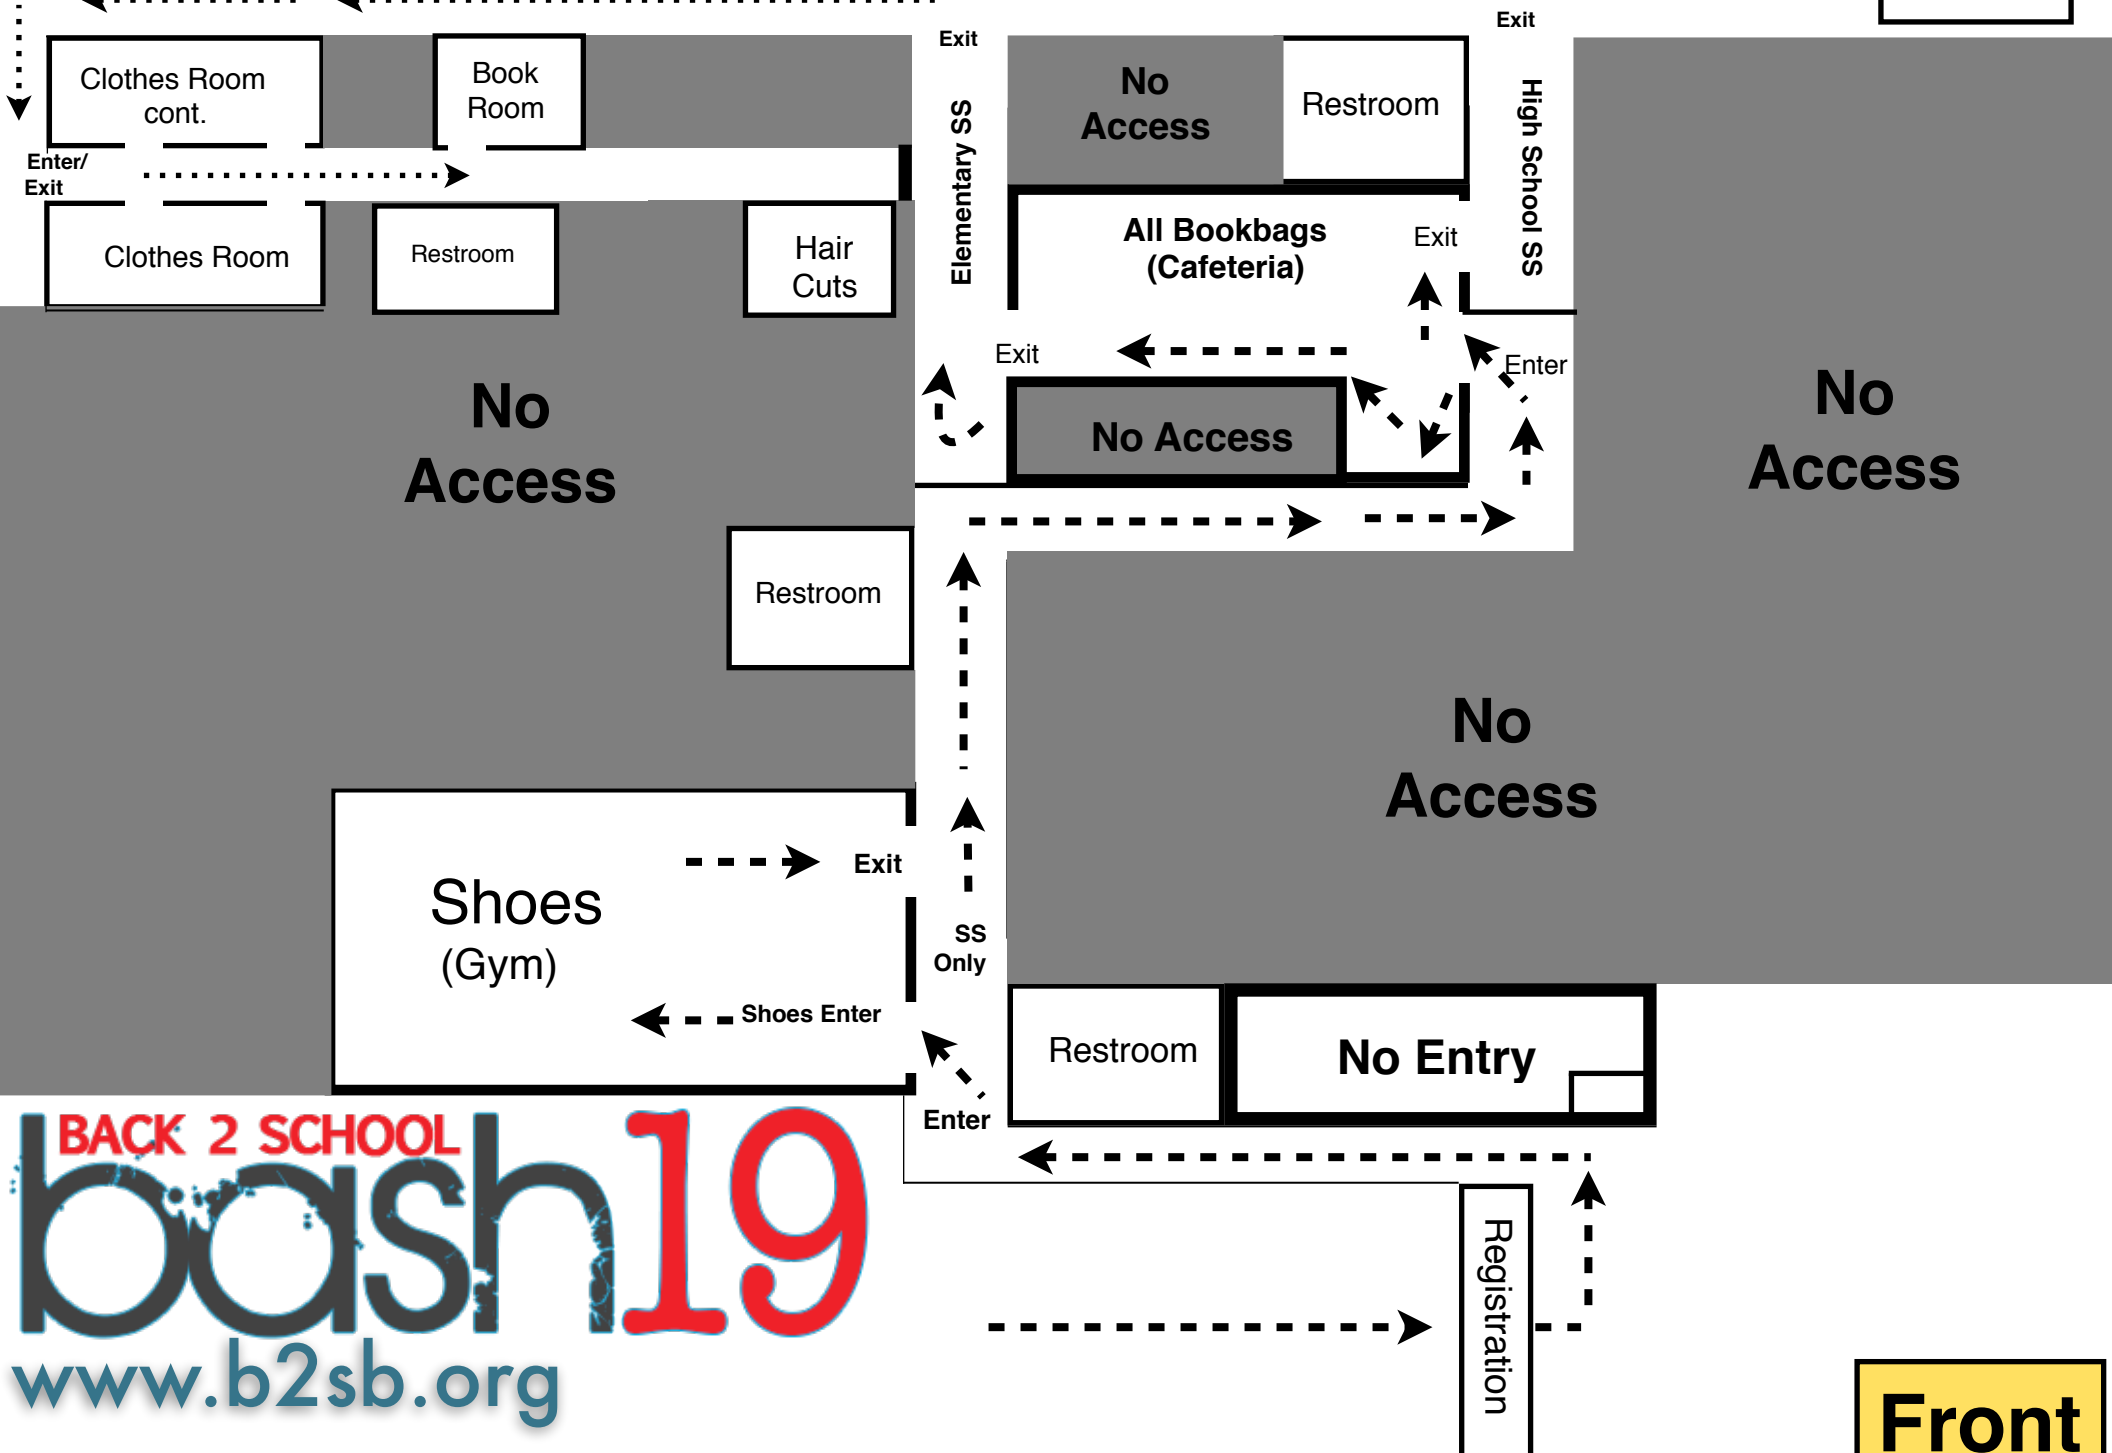 Exit
Exit
Clothes Room
cont.
Book
Room
No
Access
Restroom
Elementary SS
High School SS
Enter/
Exit
Clothes Room
Restroom
Hair
Cuts
All Bookbags
(Cafeteria)
Exit
Exit
Enter
No
Access
No Access
No
Access
Restroom
No
Access
Shoes
(Gym)
Exit
SS
Only
Shoes Enter
Restroom
No Entry
Enter
BACK 2 SCHOOL
bash19
www.b2sb.org
Registration
Front